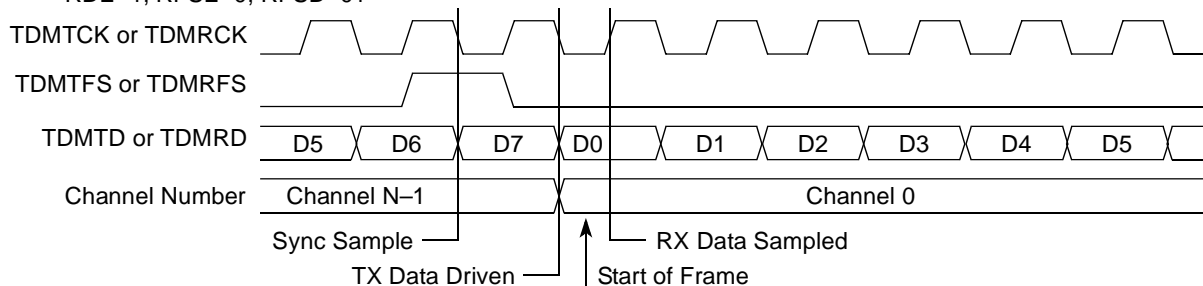 TDMTCK or TDMRCK
TDMTFS or TDMRFS
TDMTD or TDMRD D5 D6 D7 D0 D1 D2 D3 D4 D5
Channel Number Channel N–1 Channel 0
Sync Sample RX Data Sampled
TX Data Driven Start of Frame